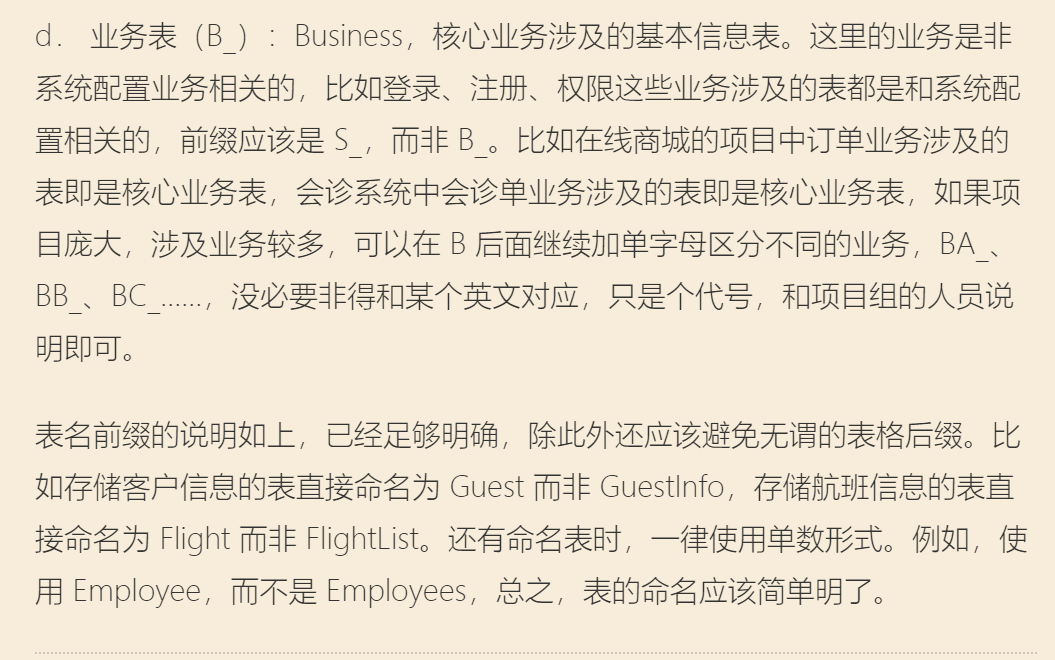 d. 业务表（B_）：Business，核心业务涉及的基本信息表。这里的业务是非
系统配置业务相关的，比如登录、注册、权限这些业务涉及的表都是和系统配
置相关的，前缀应该是 S_，而非 B_。比如在线商城的项目中订单业务涉及的
表即是核心业务表，会诊系统中会诊单业务涉及的表即是核心业务表，如果项
目庞大，涉及业务较多，可以在 B 后面继续加单字母区分不同的业务，BA_、
BB_、BC_……，没必要非得和某个英文对应，只是个代号，和项目组的人员说
明即可。
表名前缀的说明如上，已经足够明确，除此外还应该避免无谓的表格后缀。比
如存储客户信息的表直接命名为 Guest 而非 GuestInfo，存储航班信息的表直
接命名为 Flight 而非 FlightList。还有命名表时，一律使用单数形式。例如，使
用 Employee，而不是 Employees，总之，表的命名应该简单明了。